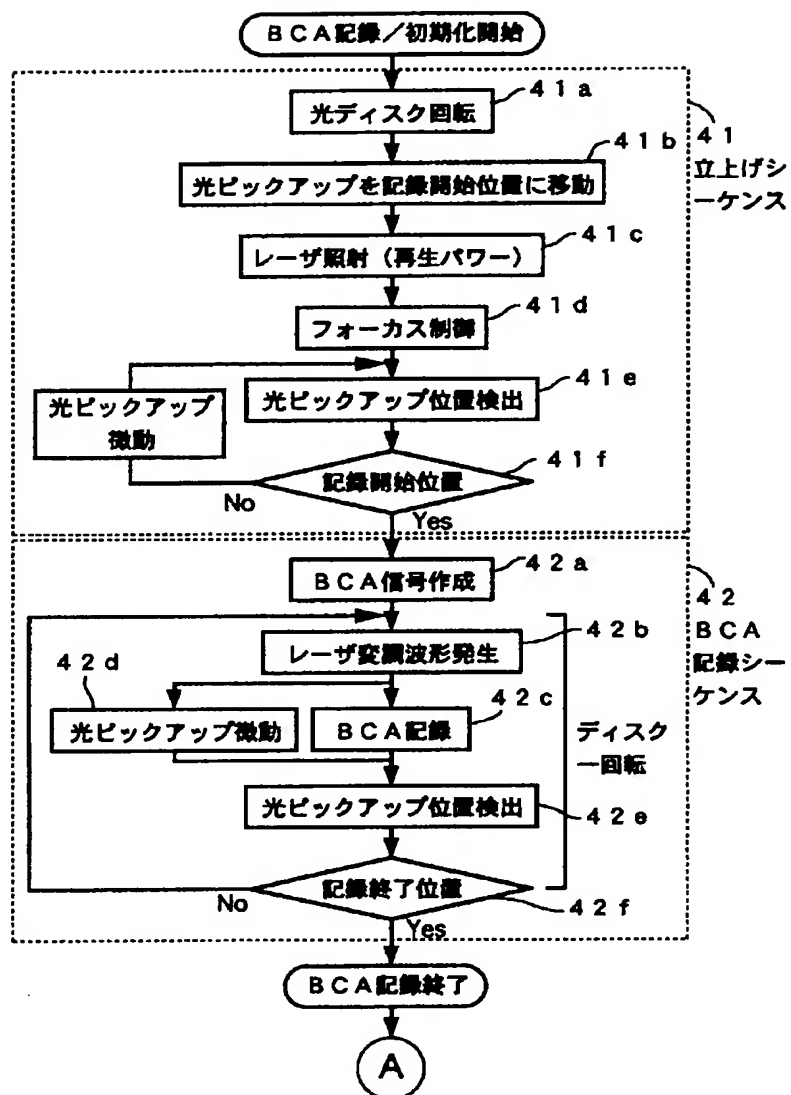 BCA記録/初期化開始
41a
光ディスク回転
41b
光ピックアップを記録開始位置に移動
41
立上げシ
ーケンス
41c
レーザ照射(再生パワー)
41d
フォーカス制御
41e
光ピックアップ位置検出
光ピックアップ
微動
41f
記録開始位置
No
Yes
42a
BCA信号作成
42
BCA
記録シー
ケンス
42b
レーザ変調波形発生
42d
42c
光ピックアップ微動
BCA記録
ディスク
一回転
光ピックアップ位置検出
42e
記録終了位置
42f
No
Yes
BCA記録終了
A